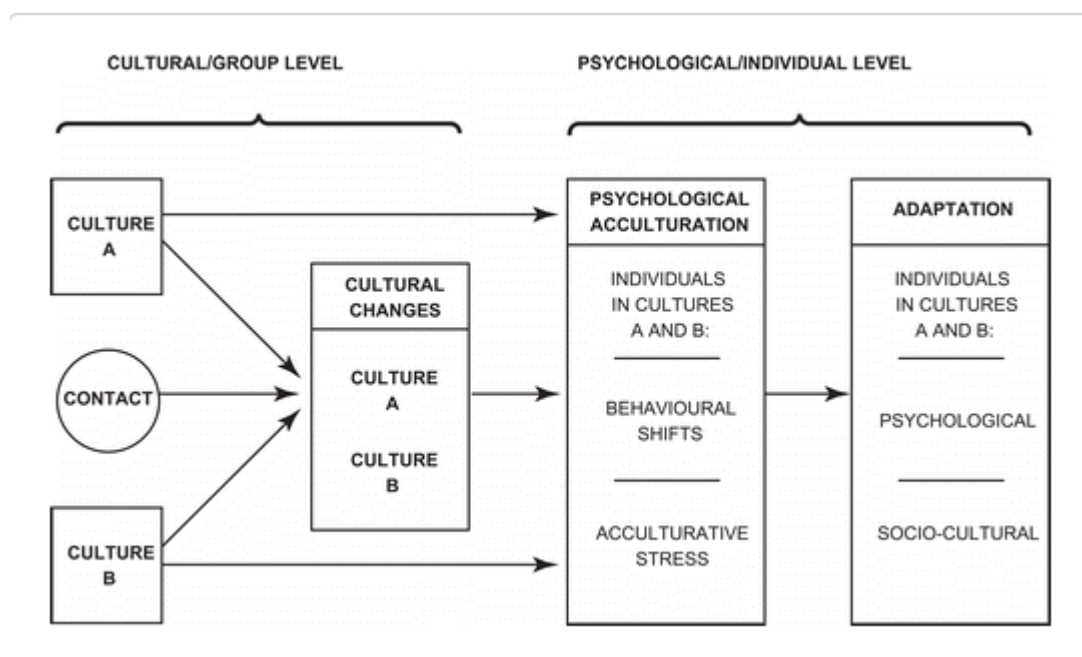 CULTURAL/GROUP LEVEL
PSYCHOLOGICAL/INDIVIDUAL LEVEL
CULTURE
A
CONTACT
CULTURE
B
CULTURAL
CHANGES
CULTURE
A
CULTURE
B
PSYCHOLOGICAL
ACCULTURATION
INDIVIDUALS
IN CULTURES
A AND B:
BEHAVIOURAL
SHIFTS
ACCULTURATIVE
STRESS
ADAPTATION
INDIVIDUALS
IN CULTURES
A AND B:
PSYCHOLOGICAL
SOCIO-CULTURAL